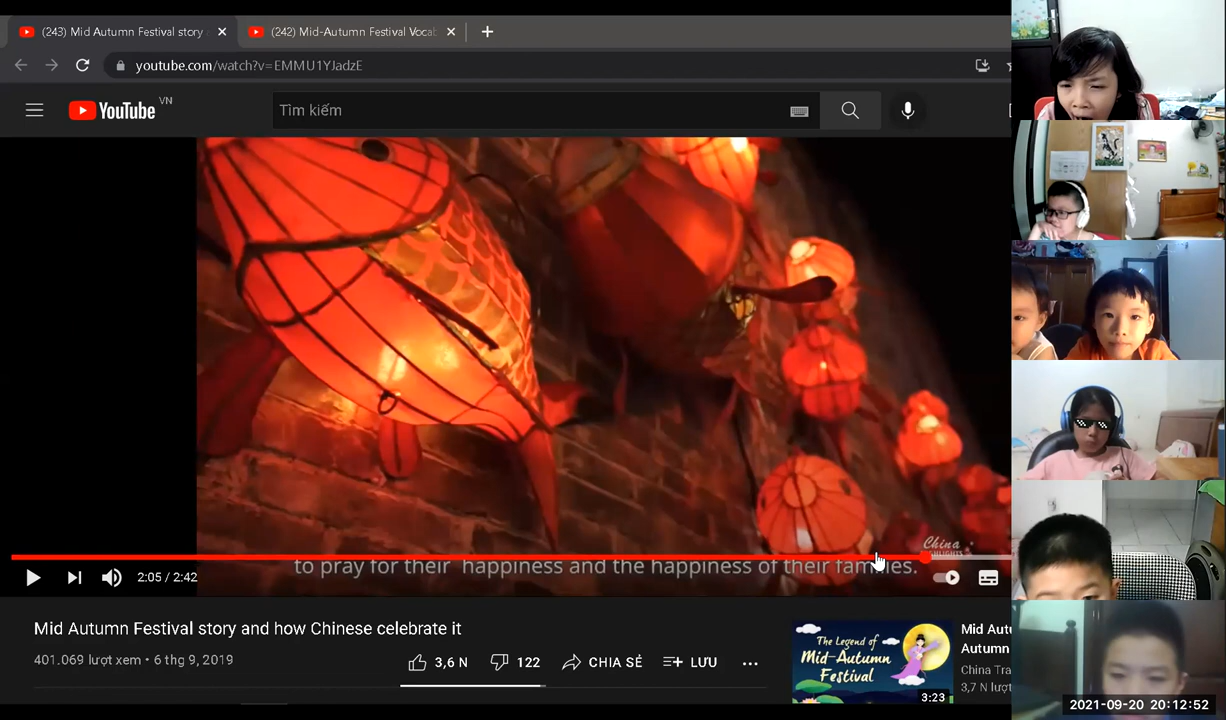 (243) Mid Autumn Festival story
(242) Mid-Autumn Festival Vocab
youtube.com/watch?v=EMMU1YJadzE
YouTube VN
Tìm kiếm
China
HIGHLIGHTS
to pray for their happiness and the happiness of their families.
2:05 / 2:42
Mid Autumn Festival story and how Chinese celebrate it
401.069 lượt xem • 6 thg 9, 2019
3,6 N
122
CHIA SẺ
LƯU
The Legend of
Mid-Autumn
Festival
3:23
Mid Aut
Autumn
China Tra
3,7 N lượt
2021-09-20 20:12:52